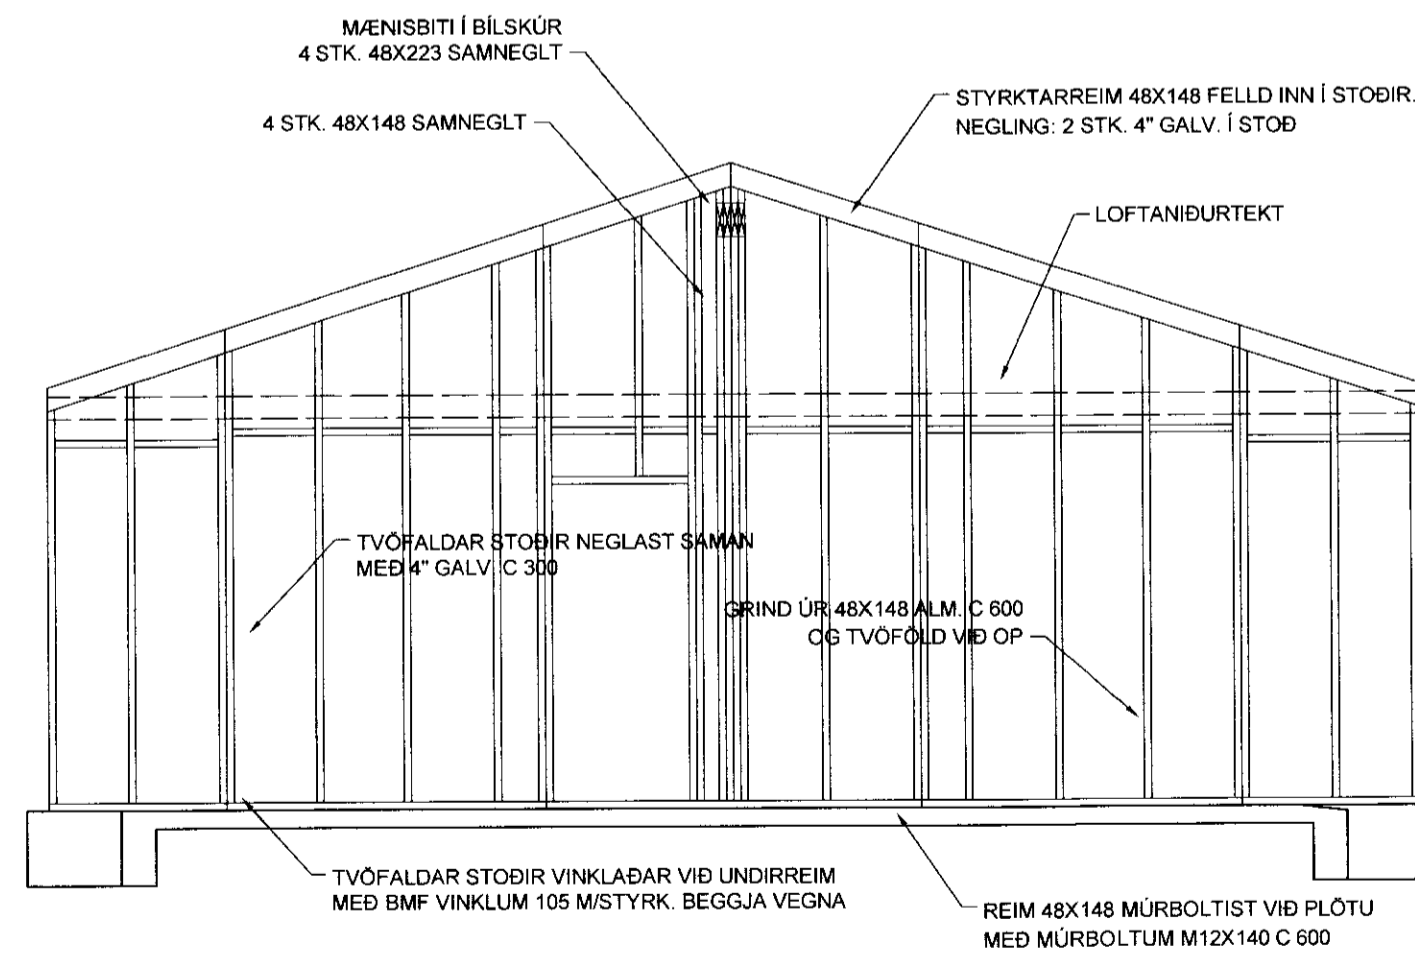 MÆNISBITI Í BÍLSKÚR
4 STK. 48X223 SAMNEGLT
4 STK. 48X148 SAMNEGLT
STYRKTARREIM 48X148 FELLD INN Í STOÐIR.
NEGLING: 2 STK. 4" GALV. Í STOÐ
LOFTANIÐURTEKT
TVÖFALDAR STOÐIR NEGLAST SAMAN
MEÐ 4" GALV. C 300
GRIND ÚR 48X148 ALM. C 600
OG TVÖFÖLD VIÐ OP
TVÖFALDAR STOÐIR VINKLAÐAR VIÐ UNDIRREIM
MEÐ BMF VINKLUM 105 M/STYRK. BEGGJA VEGNA
REIM 48X148 MÚRBOLTIST VIÐ PLÖTU
MEÐ MÚRBOLTUM M12X140 C 600